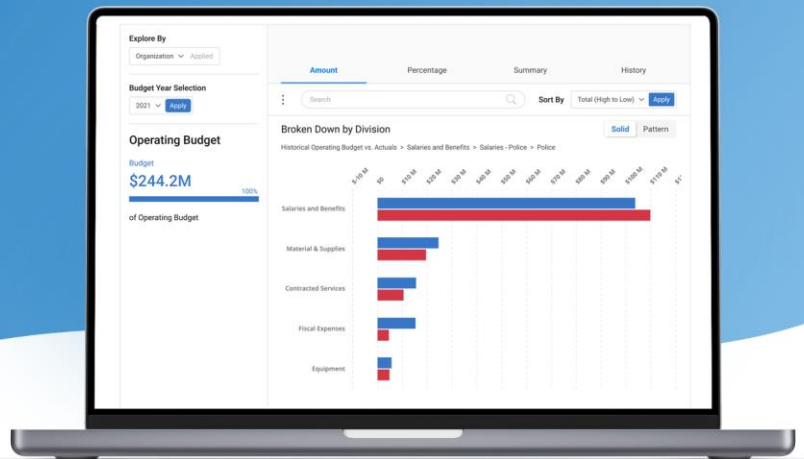 Explore By
Organization Applied
Budget Year Selection
2021 Apply
Operating Budget
Budget
$244.2M
100%
of Operating Budget
Amount Percentage Summary History
Search
Sort By Total (High to Low) Apply
Broken Down by Division
Solid Pattern
Historical Operating Budget vs. Actuals > Salaries and Benefits > Salaries - Police > Police
$-10 M $0 $10 M $20 M $30 M $40 M $50 M $60 M $70 M $80 M $90 M $100 M $110 M
Salaries and Benefits
Material & Supplies
Contracted Services
Fiscal Expenses
Equipment